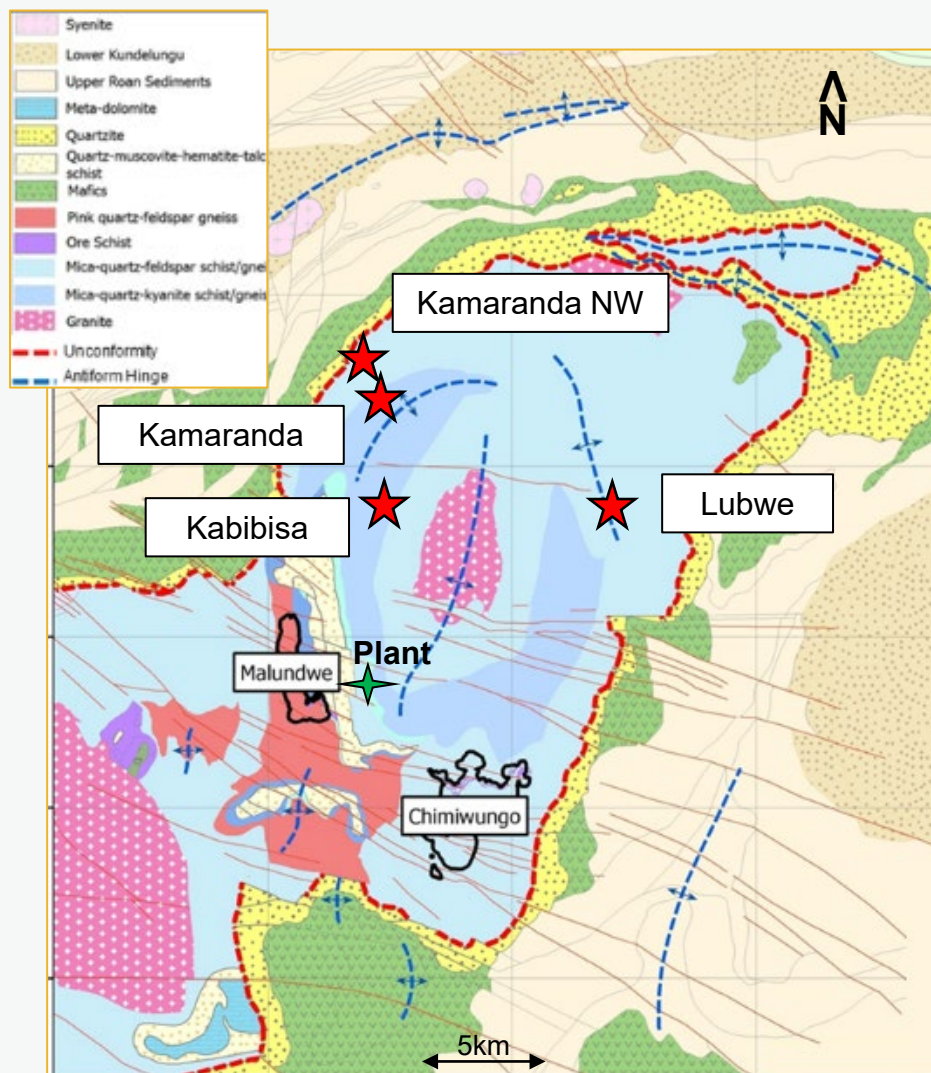 Syenite
Lower Kundelungu
Upper Roan Sediments
Meta-dolomite
Quartzite
Quartz-muscovite-hematite-talc
schist
Mafics
Pink quartz-feldspar gneiss
Ore Schist
Mica-quartz-feldspar schist/gneis
Mica-quartz-kyanite schist/gneis
Granite
Unconformity
Antiform Hinge
N
Kamaranda NW
Kamaranda
Kabibisa
Lubwe
Plant
Malundwe
Chimiwungo
5km